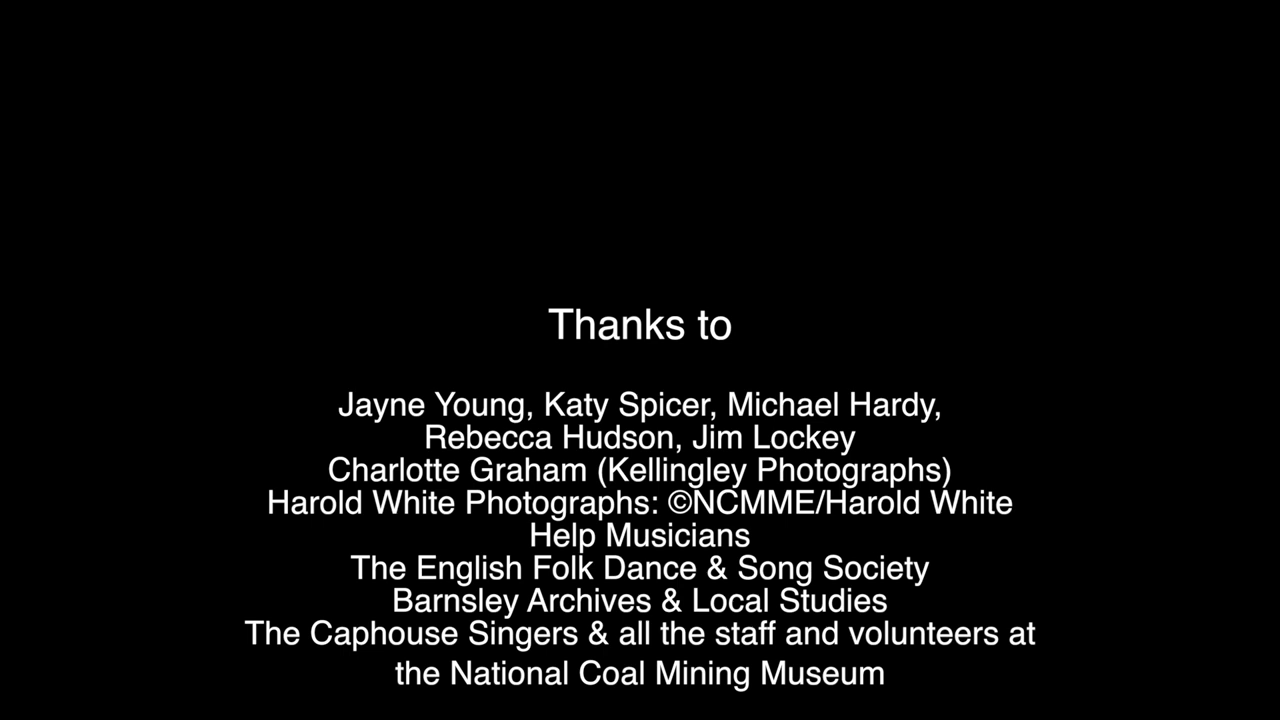 Thanks to
Jayne Young, Katy Spicer, Michael Hardy,
Rebecca Hudson, Jim Lockey
Charlotte Graham (Kellingley Photographs)
Harold White Photographs: ©NCMME/Harold White
Help Musicians
The English Folk Dance & Song Society
Barnsley Archives & Local Studies
The Caphouse Singers & all the staff and volunteers at
the National Coal Mining Museum